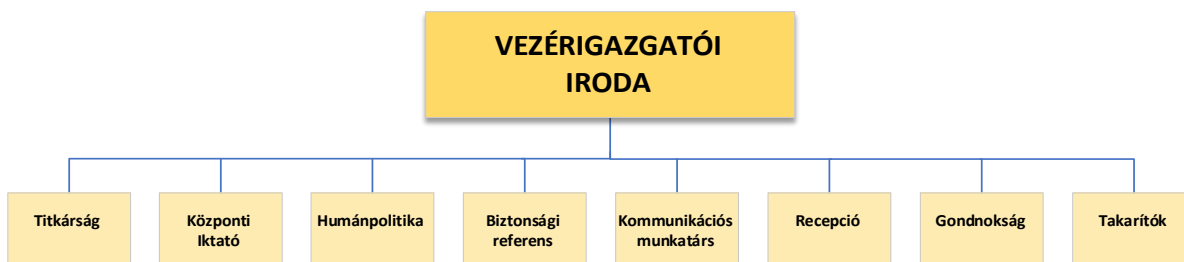 VEZÉRIGAZGATÓI
IRODA
Titkárság
Központi
Iktató
Humánpolitika
Biztonsági
referens
Kommunikációs
munkatárs
Recepció
Gondnokság
Takarítók